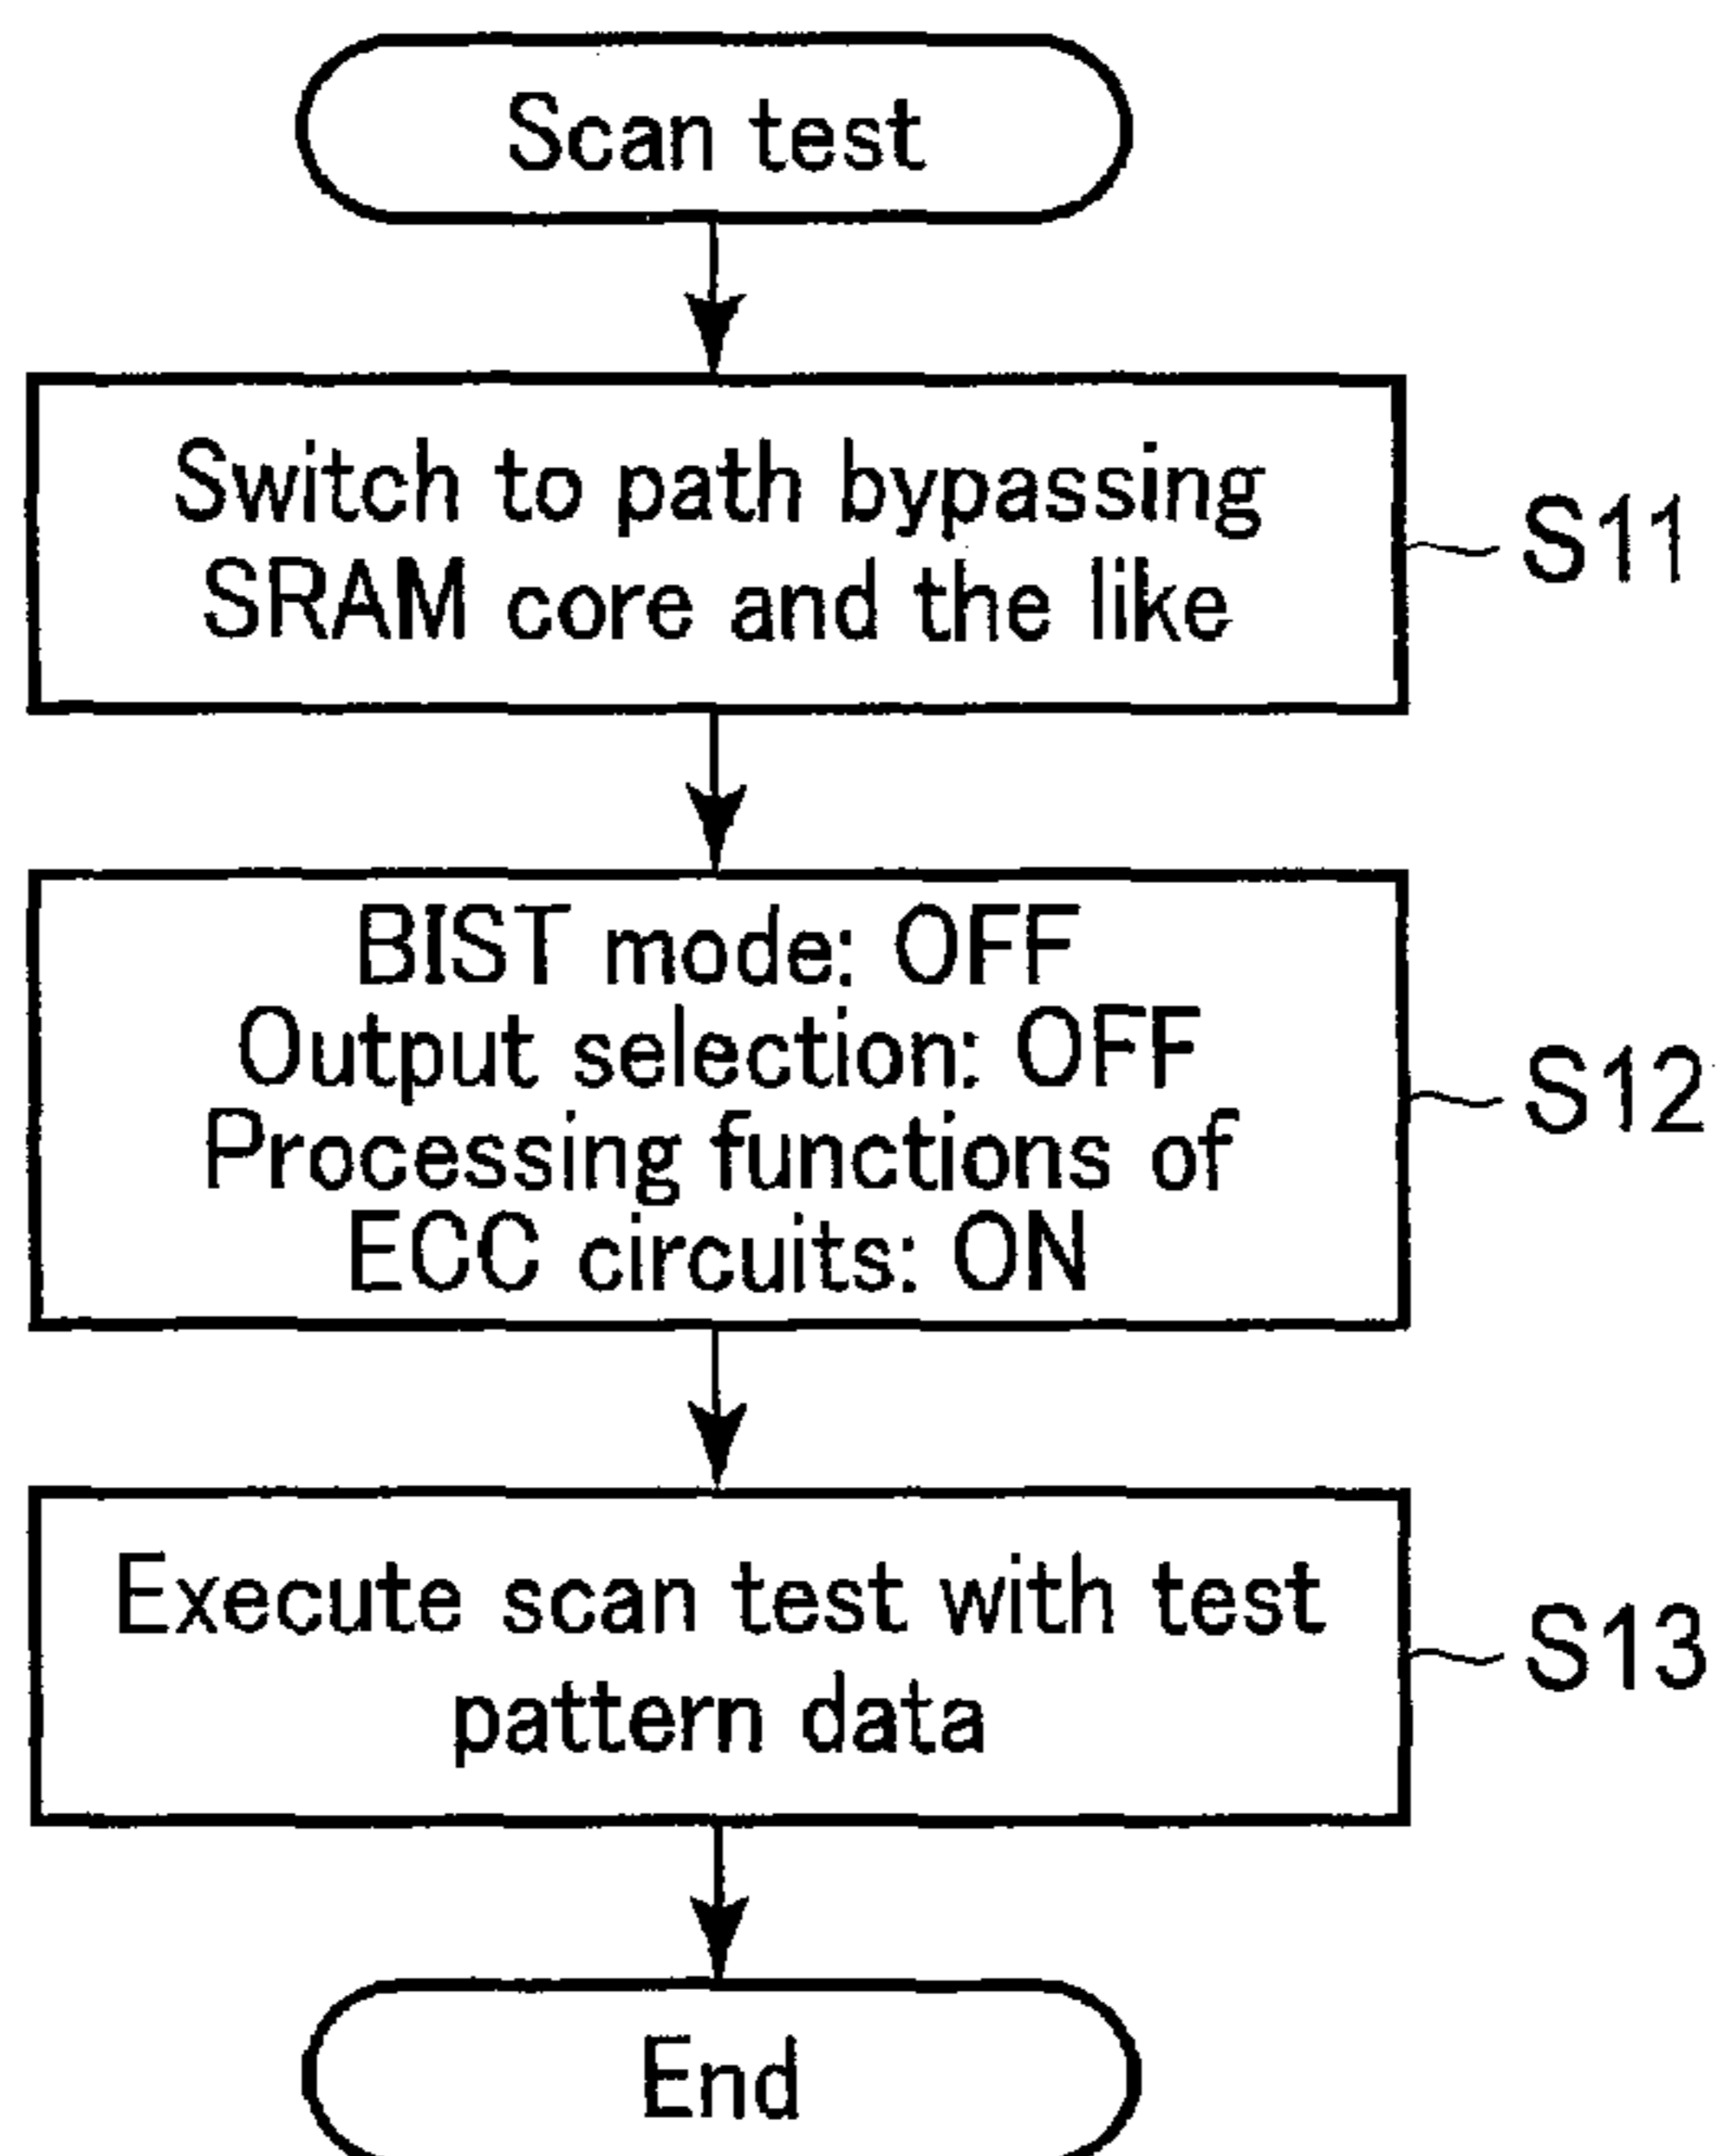 Scan test
Switch to path bypassing
SRAM core and the like
S11
BIST mode: OFF
Output selection: OFF
Processing functions of
ECC circuits: ON
S12
Execute scan test with test
pattern data
S13
End